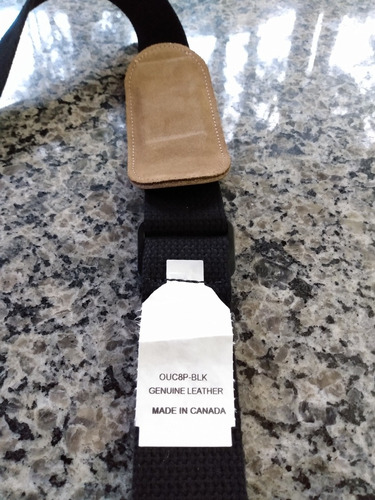 OUC8P-BLK
GENUINE LEATHER
MADE IN CANADA